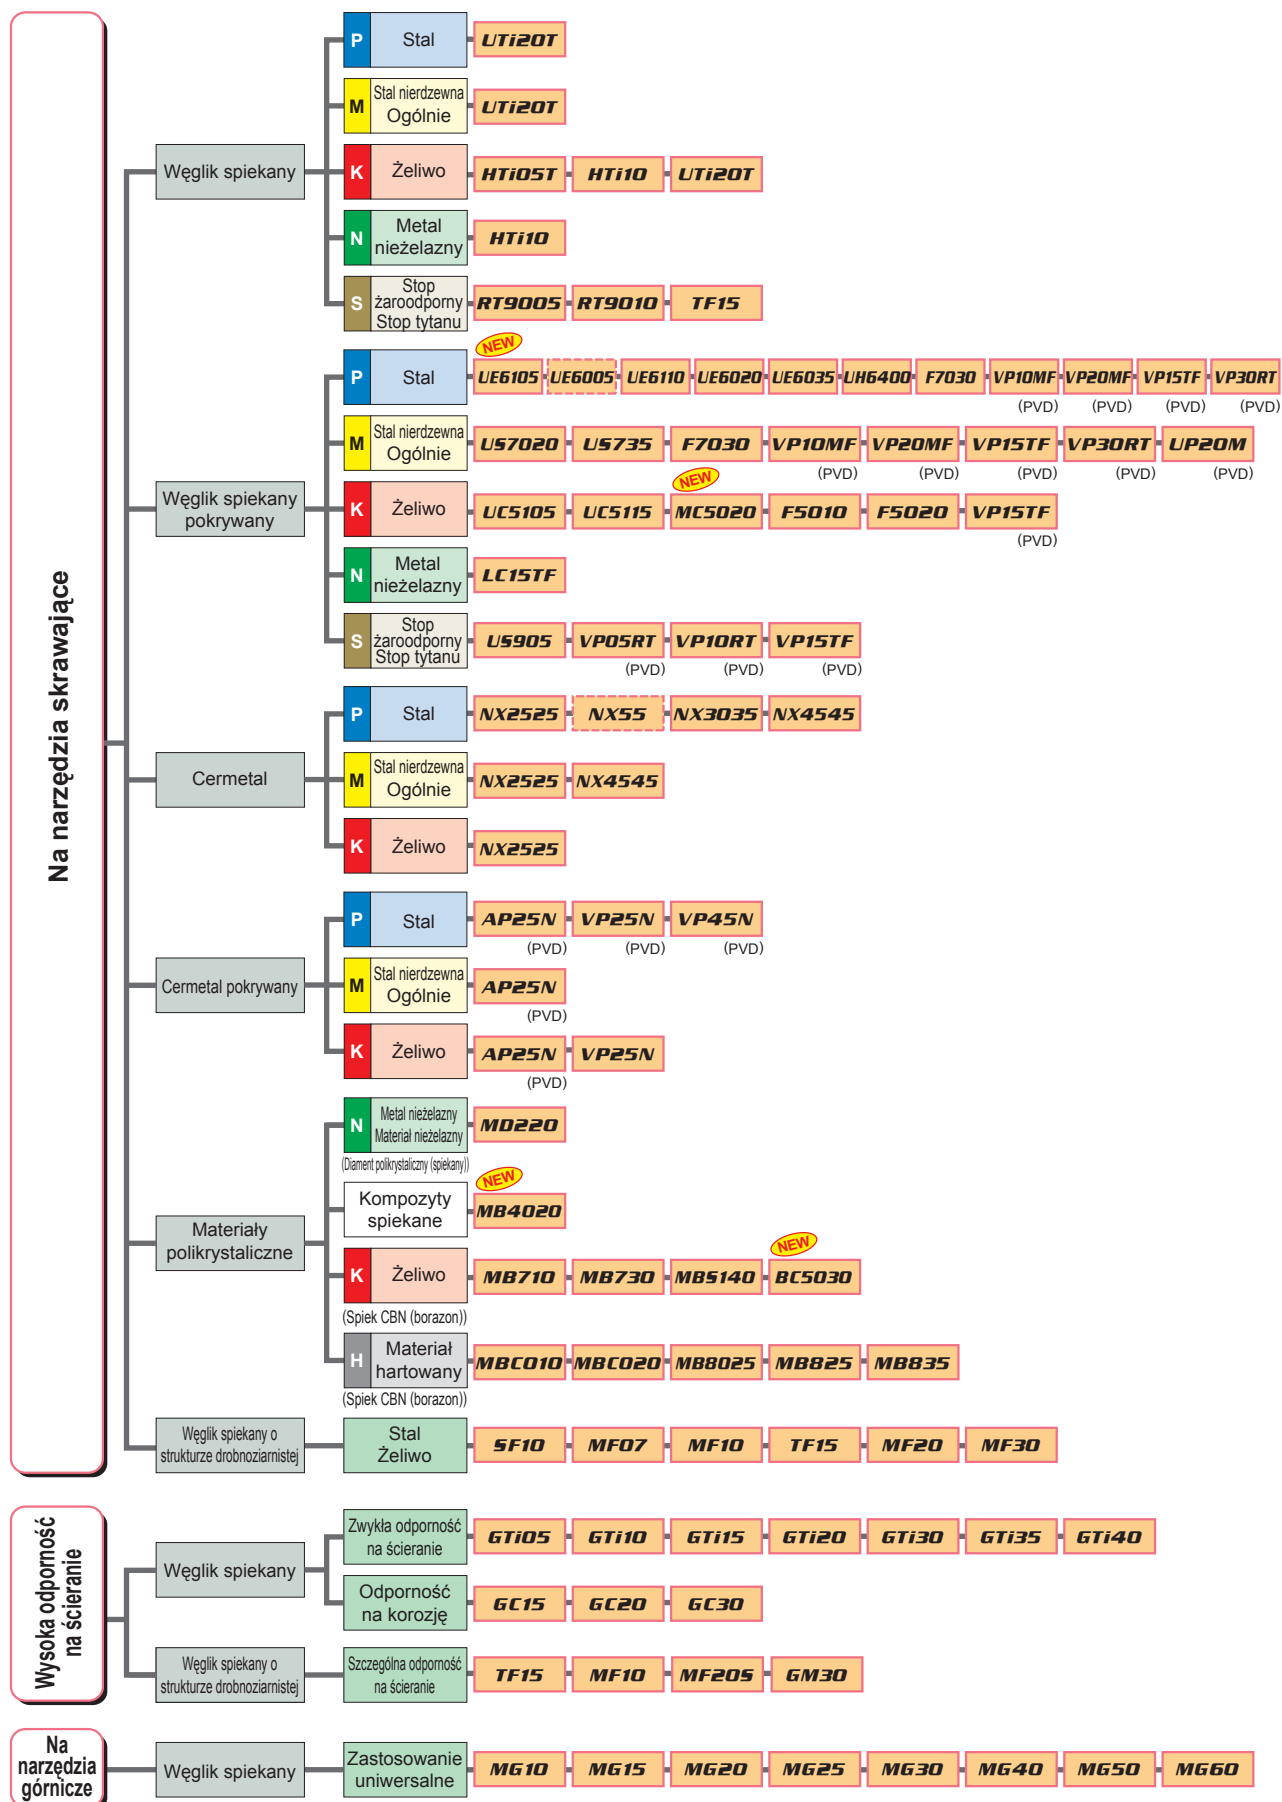 Na narzędzia skrawające
Węglik spiekany
P Stal UTi20T
M Stal nierdzewna
Ogólnie UTi20T
K Żeliwo HTi05T HTi10 UTi20T
N Metal
nieżelazny HTi10
S Stop
żaroodporny
Stop tytanu RT9005 RT9010 TF15
Węglik spiekany
pokrywany
NEW
P Stal UE6105 UE6005 UE6110 UE6020 UE6035 UH6400 F7030 VP10MF VP20MF VP15TF VP30RT
(PVD) (PVD) (PVD) (PVD)
M Stal nierdzewna
Ogólnie US7020 US735 F7030 VP10MF VP20MF VP15TF VP30RT UP20M
(PVD) (PVD) (PVD) (PVD) (PVD)
NEW
K Żeliwo UC5105 UC5115 MC5020 F5010 F5020 VP15TF
(PVD)
N Metal
nieżelazny LC15TF
S Stop
żaroodporny
Stop tytanu US905 VP05RT VP10RT VP15TF
(PVD) (PVD) (PVD)
Cermetal
P Stal NX2525 NX55 NX3035 NX4545
M Stal nierdzewna
Ogólnie NX2525 NX4545
K Żeliwo NX2525
Cermetal pokrywany
P Stal AP25N VP25N VP45N
(PVD) (PVD) (PVD)
M Stal nierdzewna
Ogólnie AP25N
(PVD)
K Żeliwo AP25N VP25N
(PVD)
Materiały
polikrystaliczne
N Metal nieżelazny
Materiał nieżelazny MD220
(Diament polikrystaliczny (spiekany))
NEW
Kompozyty
spiekane MB4020
NEW
K Żeliwo MB710 MB730 MBS140 BC5030
(Spiek CBN (borazon))
H Materiał
hartowany MBC010 MBC020 MB8025 MB825 MB835
(Spiek CBN (borazon))
Węglik spiekany o
strukturze drobnoziarnistej
Stal
Żeliwo SF10 MF07 MF10 TF15 MF20 MF30
Wysoka odporność
na ścieranie
Węglik spiekany
Zwykła odporność
na ścieranie GTi05 GTi10 GTi15 GTi20 GTi30 GTi35 GTi40
Odporność
na korozję GC15 GC20 GC30
Węglik spiekany o
strukturze drobnoziarnistej
Szczególna odporność
na ścieranie TF15 MF10 MF20S GM30
Na
narzędzia
górnicze
Węglik spiekany
Zastosowanie
uniwersalne MG10 MG15 MG20 MG25 MG30 MG40 MG50 MG60